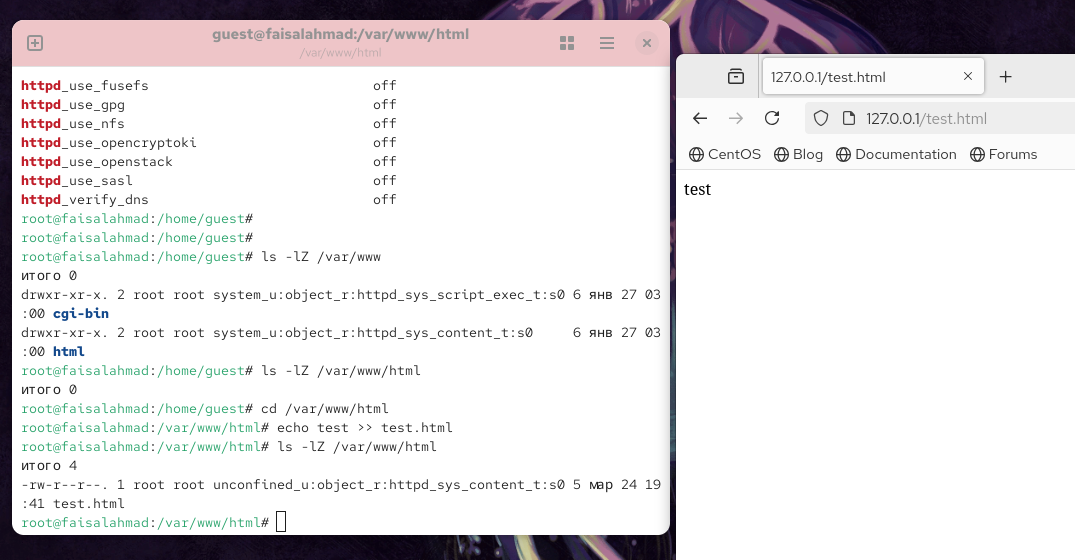 guest@faisalahmad:/var/www/html
/var/www/html
httpd_use_fusefs off
httpd_use_gpg off
httpd_use_nfs off
httpd_use_opencryptoki off
httpd_use_openstack off
httpd_use_sasl off
httpd_verify_dns off
root@faisalahmad:/home/guest#
root@faisalahmad:/home/guest#
root@faisalahmad:/home/guest# ls -lZ /var/www
итого 0
drwxr-xr-x. 2 root root system_u:object_r:httpd_sys_script_exec_t:s0 6 янв 27 03
:00 cgi-bin
drwxr-xr-x. 2 root root system_u:object_r:httpd_sys_content_t:s0     6 янв 27 03
:00 html
root@faisalahmad:/home/guest# ls -lZ /var/www/html
итого 0
root@faisalahmad:/home/guest# cd /var/www/html
root@faisalahmad:/var/www/html# echo test >> test.html
root@faisalahmad:/var/www/html# ls -lZ /var/www/html
итого 4
-rw-r--r--. 1 root root unconfined_u:object_r:httpd_sys_content_t:s0 5 мар 24 19
:41 test.html
root@faisalahmad:/var/www/html#
127.0.0.1/test.html
127.0.0.1/test.html
CentOS Blog Documentation Forums
test